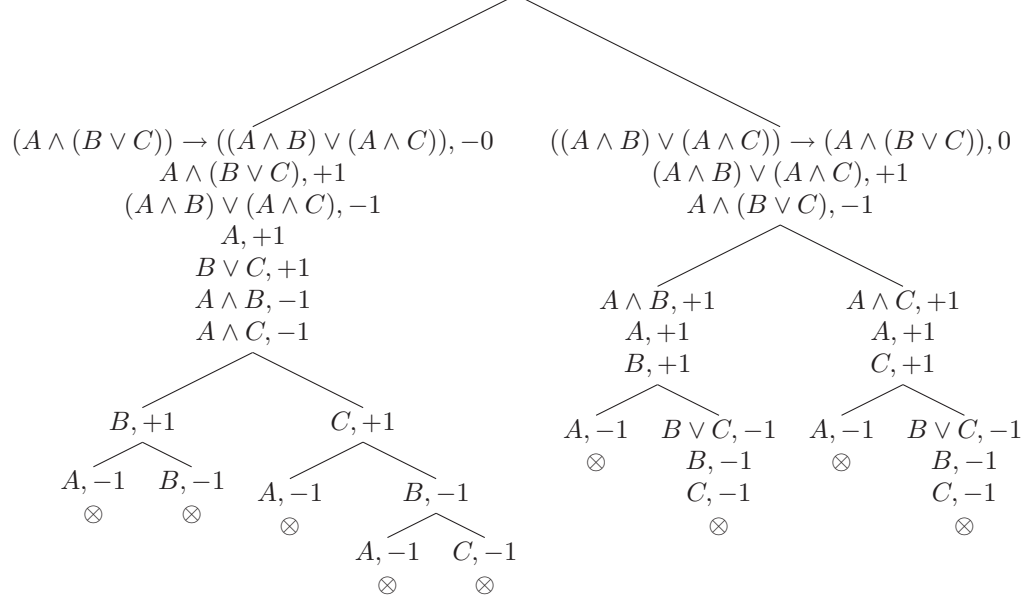 (A ∧ (B ∨ C)) → ((A ∧ B) ∨ (A ∧ C)), −0
A ∧ (B ∨ C), +1
(A ∧ B) ∨ (A ∧ C), −1
A, +1
B ∨ C, +1
A ∧ B, −1
A ∧ C, −1
B, +1 C, +1
A, −1 B, −1 A, −1 B, −1
⊗ ⊗ ⊗
A, −1 C, −1
⊗ ⊗
((A ∧ B) ∨ (A ∧ C)) → (A ∧ (B ∨ C)), 0
(A ∧ B) ∨ (A ∧ C), +1
A ∧ (B ∨ C), −1
A ∧ B, +1 A ∧ C, +1
A, +1 A, +1
B, +1 C, +1
A, −1 B ∨ C, −1 A, −1 B ∨ C, −1
⊗ B, −1 ⊗ B, −1
C, −1 C, −1
⊗ ⊗